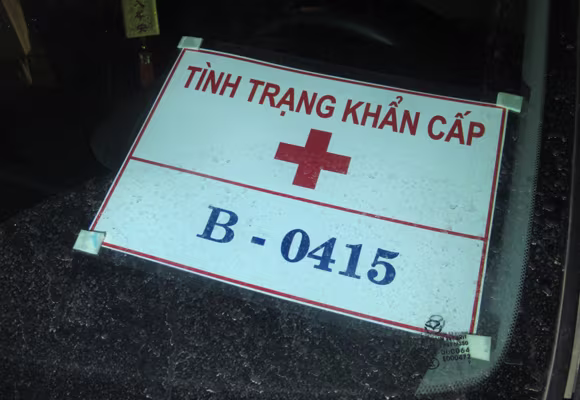 TÌNH TRẠNG KHẨN CẤP
B - 0415